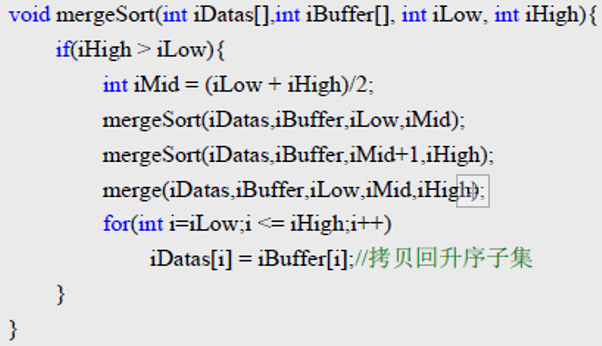 void mergeSort(int iDatas[],int iBuffer[], int iLow, int iHigh){
if(iHigh > iLow){
int iMid = (iLow + iHigh)/2;
mergeSort(iDatas,iBuffer,iLow,iMid);
mergeSort(iDatas,iBuffer,iMid+1,iHigh);
merge(iDatas,iBuffer,iLow,iMid,iHigh);
for(int i=iLow;i <= iHigh;i++)
iDatas[i] = iBuffer[i];//拷贝回升序子集
}
}